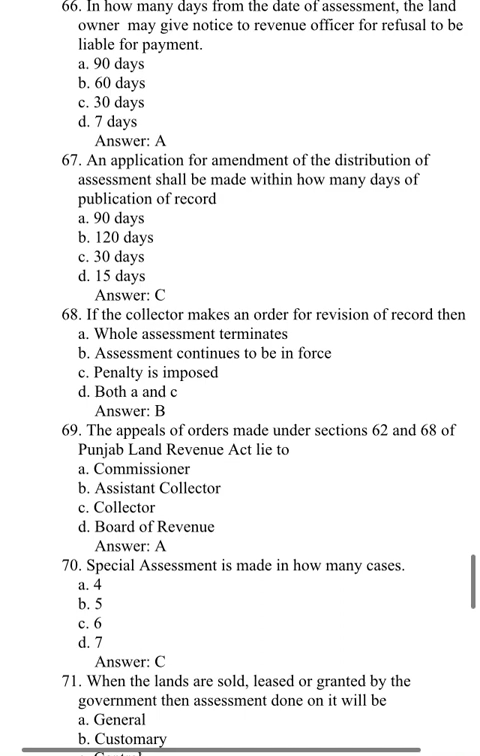 66. In how many days from the date of assessment, the land
owner may give notice to revenue officer for refusal to be
liable for payment.
a. 90 days
b. 60 days
c. 30 days
d. 7 days
Answer: A
67. An application for amendment of the distribution of
assessment shall be made within how many days of
publication of record
a. 90 days
b. 120 days
c. 30 days
d. 15 days
Answer: C
68. If the collector makes an order for revision of record then
a. Whole assessment terminates
b. Assessment continues to be in force
c. Penalty is imposed
d. Both a and c
Answer: B
69. The appeals of orders made under sections 62 and 68 of
Punjab Land Revenue Act lie to
a. Commissioner
b. Assistant Collector
c. Collector
d. Board of Revenue
Answer: A
70. Special Assessment is made in how many cases.
a. 4
b. 5
c. 6
d. 7
Answer: C
71. When the lands are sold, leased or granted by the
government then assessment done on it will be
a. General
b. Customary